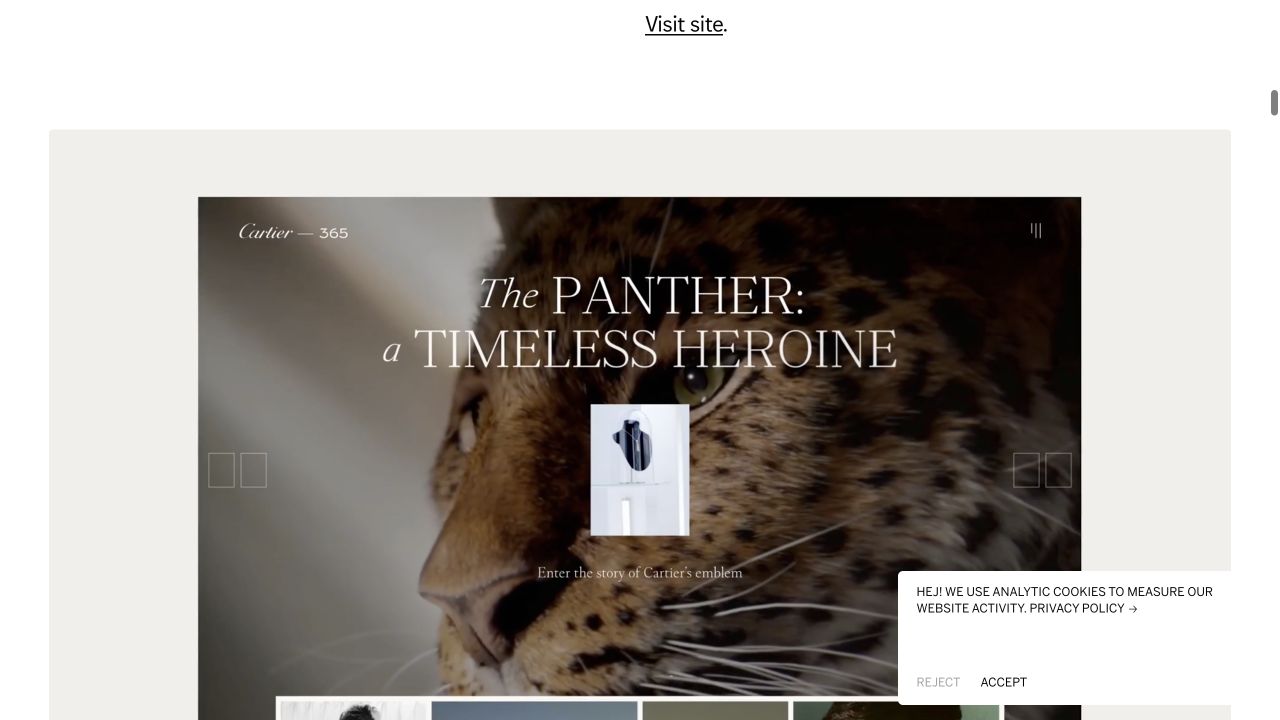 Visit site.
Cartier — 365
The PANTHER:
a TIMELESS HEROINE
Enter the story of Cartier's emblem
HEJ! WE USE ANALYTIC COOKIES TO MEASURE OUR
WEBSITE ACTIVITY. PRIVACY POLICY →
REJECT ACCEPT